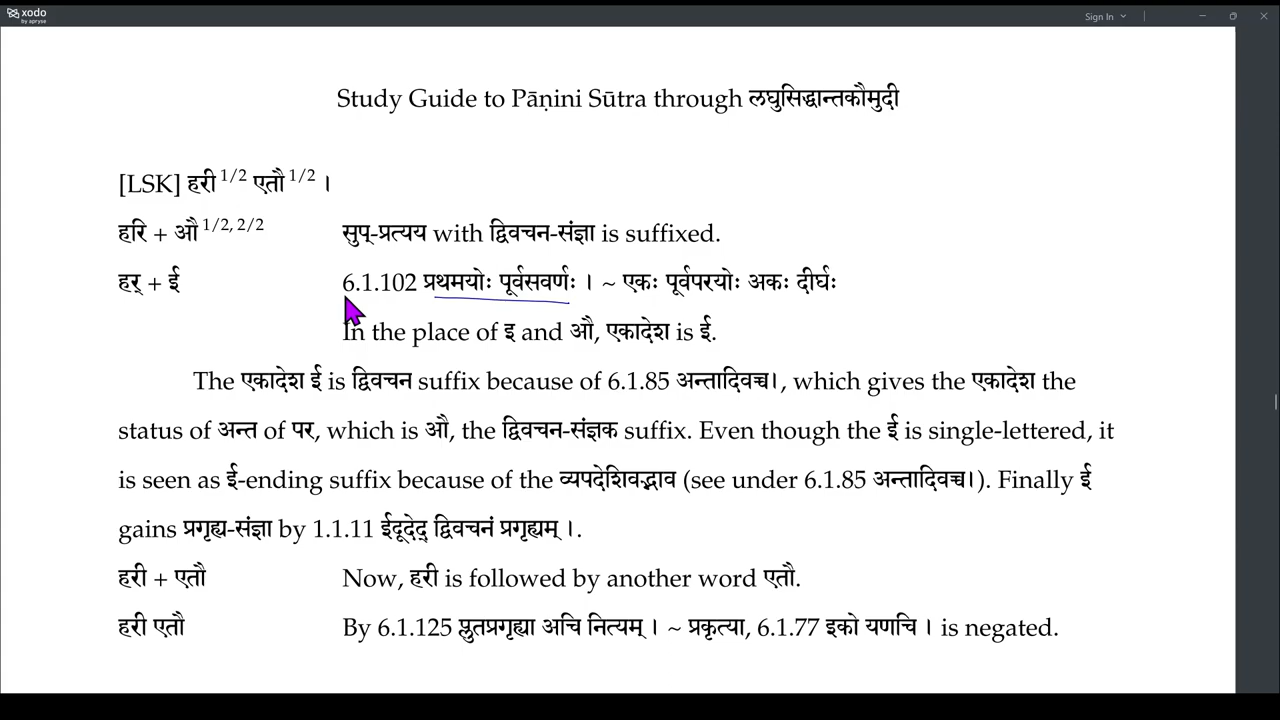 xodo
by apryse
Sign In
Study Guide to Pāṇini Sūtra through लघुसिद्धान्तकौमुदी
[LSK] हरी 1/2 एतौ 1/2 ।
हरि + औ 1/2, 2/2 सुप्-प्रत्यय with द्विवचन-संज्ञा is suffixed.
हर् + ई 6.1.102 प्रथमयोः पूर्वसवर्णः । ~ एकः पूर्वपरयोः अकः दीर्घः
In the place of इ and औ, एकादेश is ई.
The एकादेश ई is द्विवचन suffix because of 6.1.85 अन्तादिवच्च।, which gives the एकादेश the
status of अन्त of पर, which is औ, the द्विवचन-संज्ञक suffix. Even though the ई is single-lettered, it
is seen as ई-ending suffix because of the व्यपदेशिवद्भाव (see under 6.1.85 अन्तादिवच्च।). Finally ई
gains प्रगृह्य-संज्ञा by 1.1.11 ईदूदेद् द्विवचनं प्रगृह्यम् ।.
हरी + एतौ Now, हरी is followed by another word एतौ.
हरी एतौ By 6.1.125 प्लुतप्रगृह्या अचि नित्यम् । ~ प्रकृत्या, 6.1.77 इको यणचि । is negated.